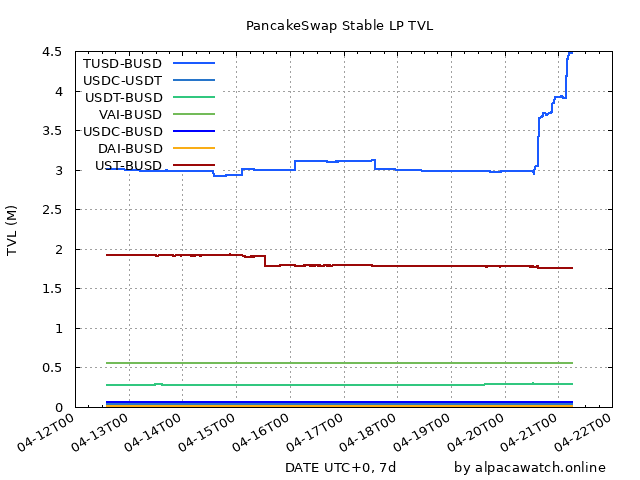 PancakeSwap Stable LP TVL
4.5
TUSD-BUSD
USDC-USDT
4
USDT-BUSD
VAI-BUSD
3.5
USDC-BUSD
DAI-BUSD
3
UST-BUSD
2.5
TVL (M)
2
1.5
1
0.5
0
04-12T00
04-13T00
04-14T00
04-15T00
04-16T00
04-17T00
04-18T00
04-19T00
04-20T00
04-21T00
04-22T00
DATE UTC+0, 7d
by alpacawatch.online